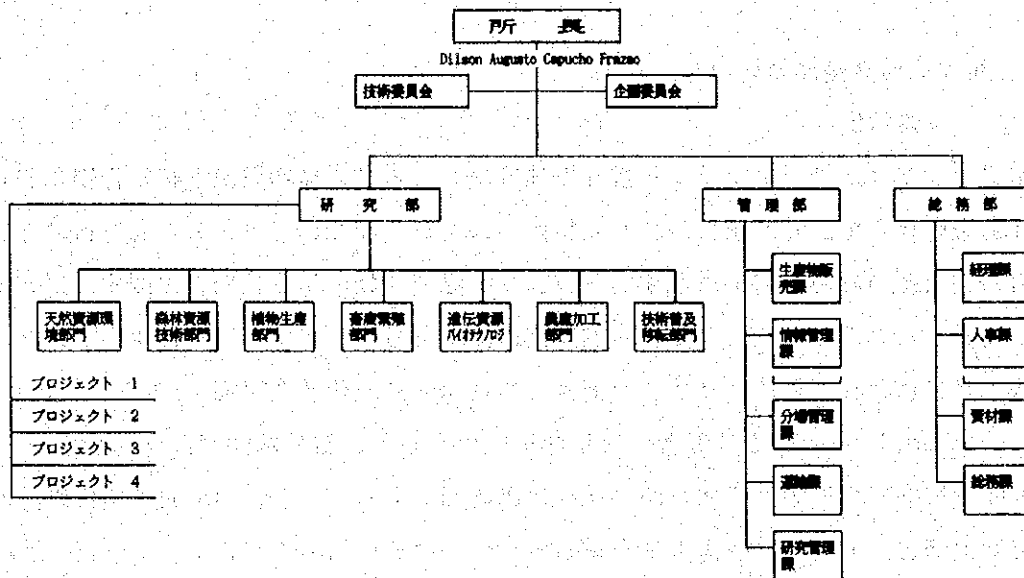 所 長
Dilson Augusto Capucho Frazao
技術委員会 企画委員会
研 究 部 管 理 部 総 務 部
天然資源環
境部門
森林資源
技術部門
植物生産
部門
畜産繁殖
部門
遺伝資源
バイオテクノロジ
農産加工
部門
技術普及
移転部門
プロジェクト 1
プロジェクト 2
プロジェクト 3
プロジェクト 4
生産物販
売課
情報管理
課
分場管理
課
運輸課
研究管理
課
経理課
人事課
資材課
総務課